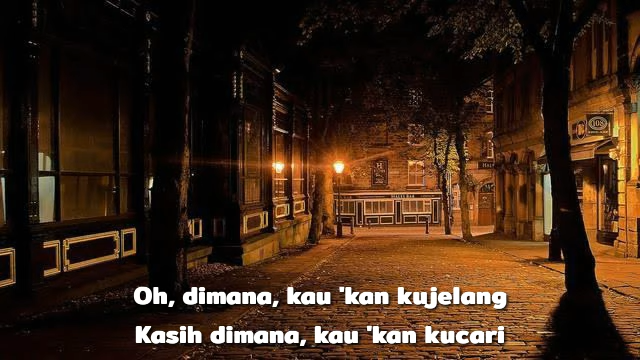 Oh, dimana, kau 'kan kujelang
Kasih dimana, kau 'kan kucari